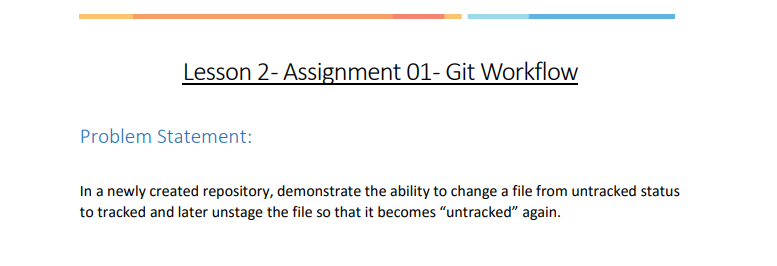 Lesson 2- Assignment 01- Git Workflow
Problem Statement:
In a newly created repository, demonstrate the ability to change a file from untracked status
to tracked and later unstage the file so that it becomes “untracked” again.